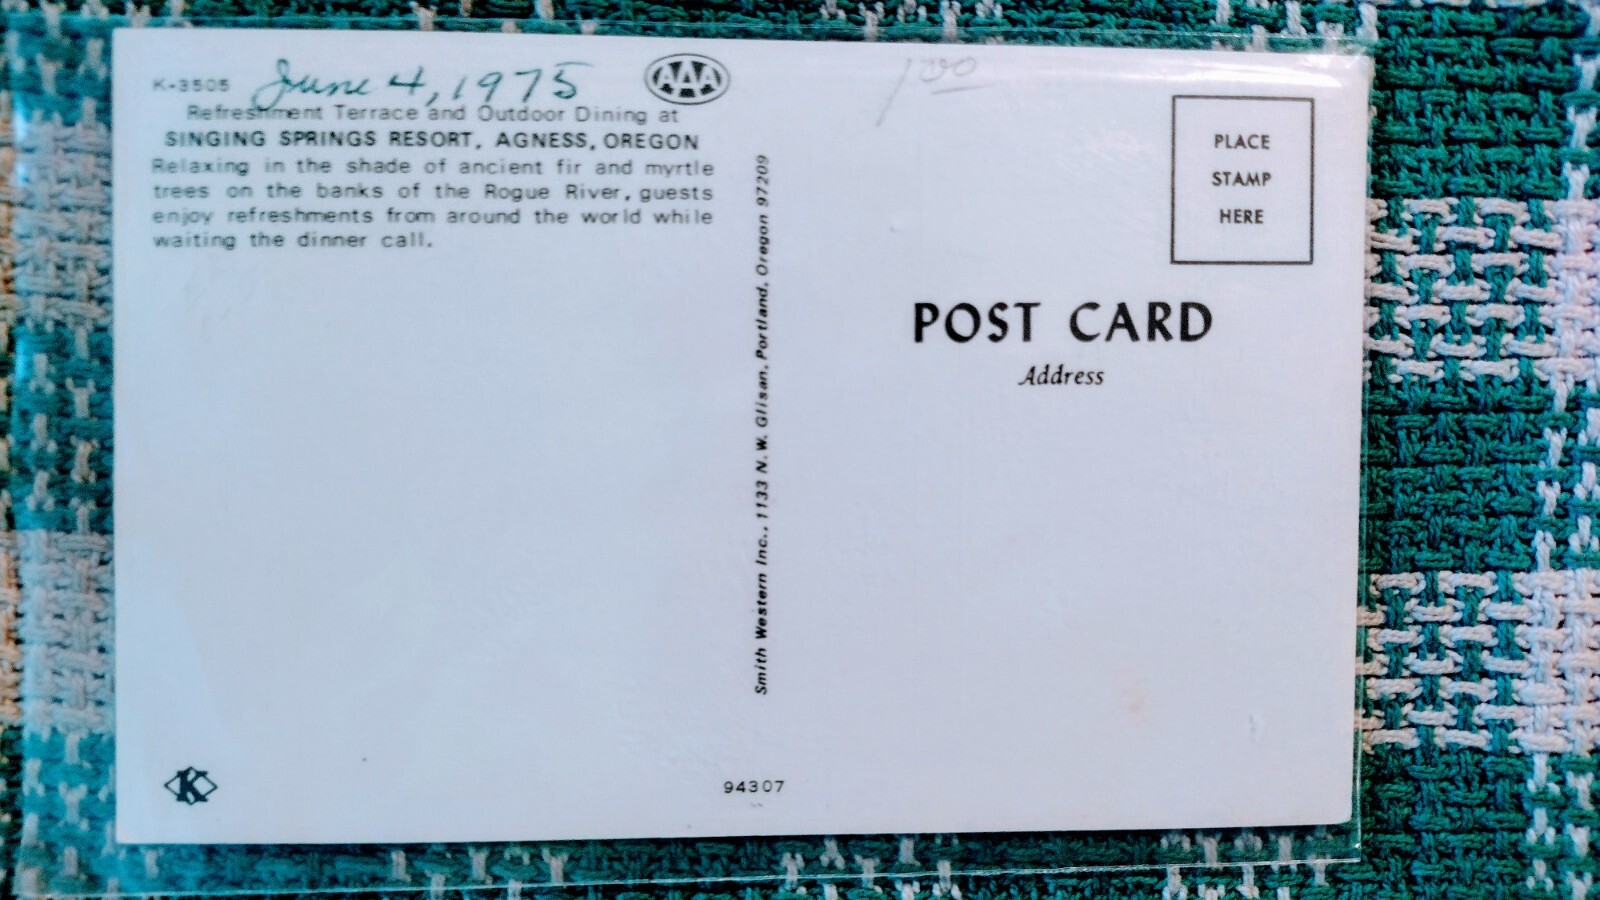 K-3505 June 4, 1975
AAA
Refreshment Terrace and Outdoor Dining at
SINGING SPRINGS RESORT, AGNESS, OREGON
Relaxing in the shade of ancient fir and myrtle
trees on the banks of the Rogue River, guests
enjoy refreshments from around the world while
waiting the dinner call.
K
Smith Western Inc., 1133 N.W. Glisan, Portland, Oregon 97209
94307
100
PLACE
STAMP
HERE
POST CARD
Address